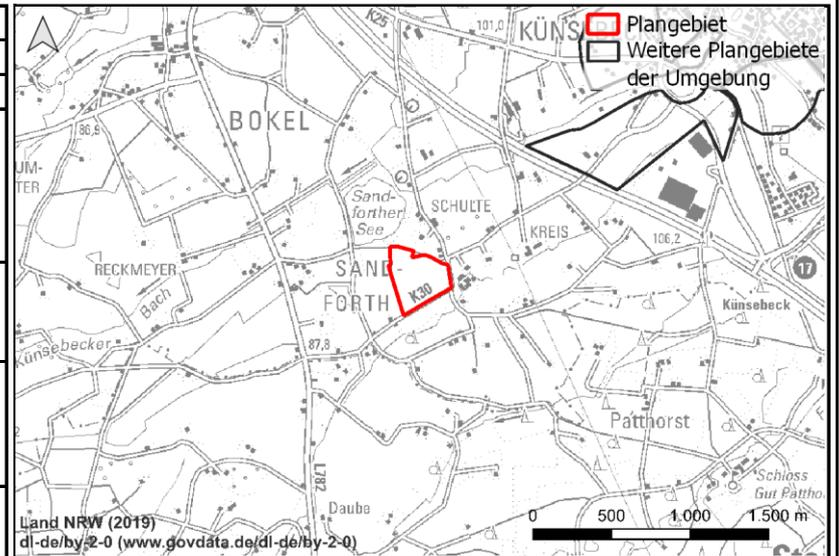 K25
101,0
KÜNS
Plangebiet
Weitere Plangebiete
der Umgebung
BOKEL
86,9
UM-
TER
Sand-
forther
See
SCHULTE
KREIS
106,2
17
RECKMEYER
SAND-
FORTH
K30
Bach
Künsebecker
Künsebeck
87,8
Patthorst
L782
Schloss
Gut Pattho
Daube
Land NRW (2019)
dl-de/by-2-0 (www.govdata.de/dl-de/by-2-0)
0 500 1.000 1.500 m